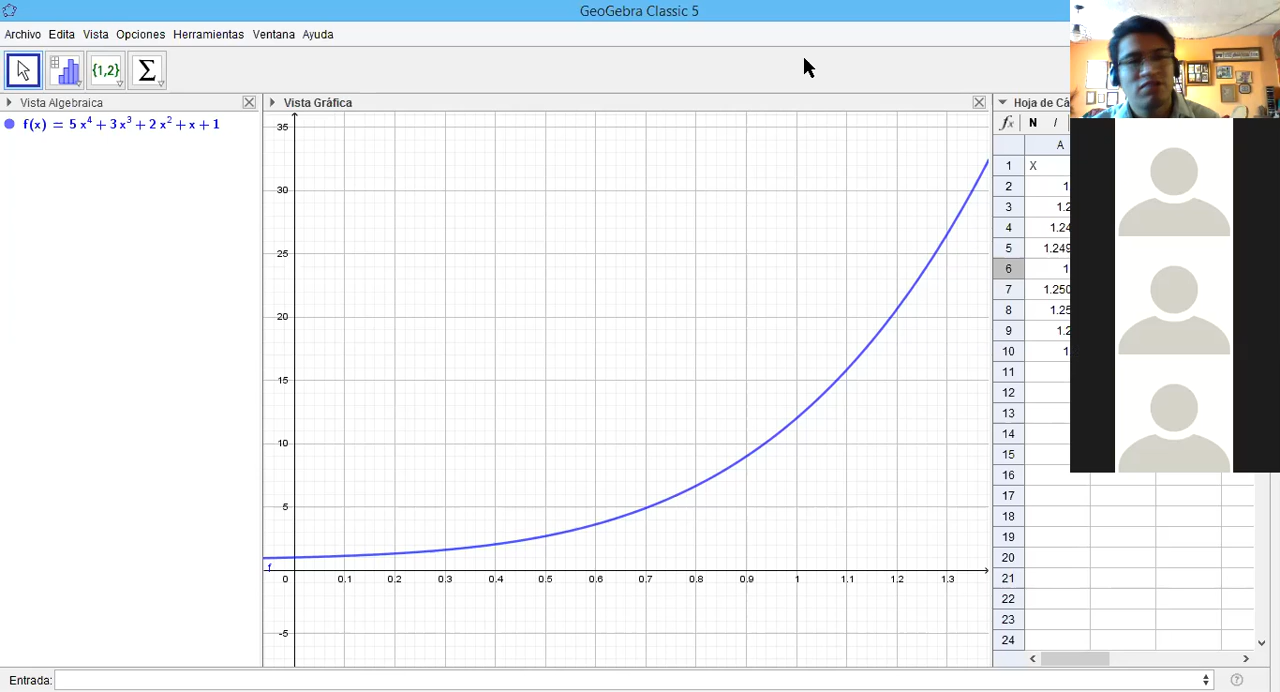 GeoGebra Classic 5
Archivo Edita Vista Opciones Herramientas Ventana Ayuda
{1,2} Σ
Vista Algebraica
Vista Gráfica
Hoja de Cá
f(x) = 5 x⁴ + 3 x³ + 2 x² + x + 1
fx N I
A
1 X
2 1
3 1.2
4 1.24
5 1.249
6 1
7 1.250
8 1.25
9 1.2
10 1
11
12
13
14
15
16
17
18
19
20
21
22
23
24
35
30
25
20
15
10
5
f
0 0.1 0.2 0.3 0.4 0.5 0.6 0.7 0.8 0.9 1 1.1 1.2 1.3
-5
Entrada: